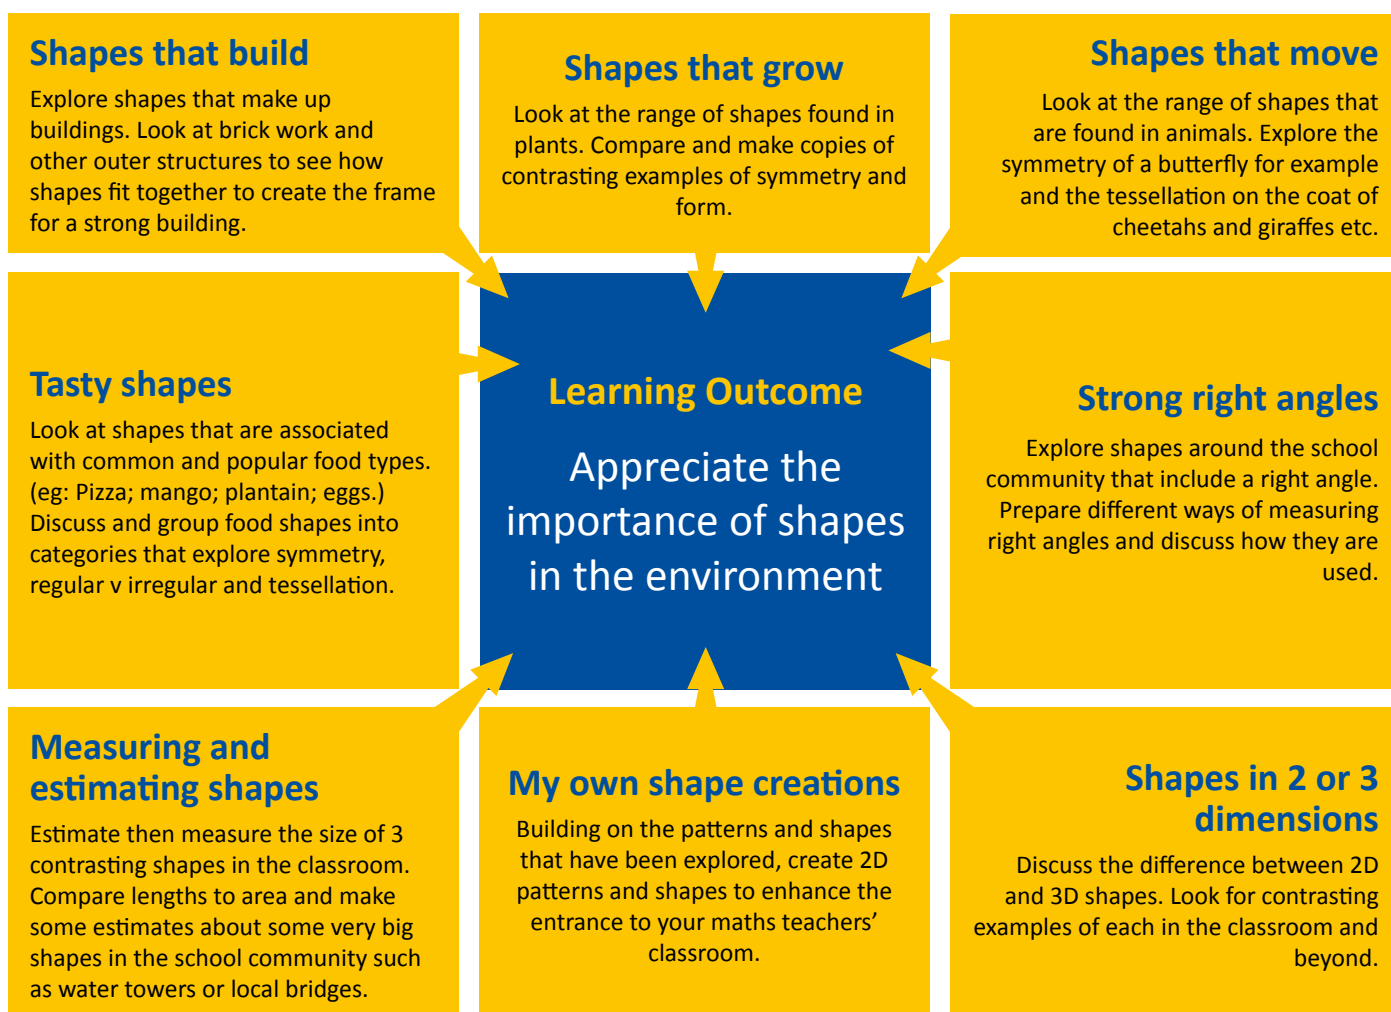 Shapes that build
Explore shapes that make up
buildings. Look at brick work and
other outer structures to see how
shapes fit together to create the frame
for a strong building.
Shapes that grow
Look at the range of shapes found in
plants. Compare and make copies of
contrasting examples of symmetry and
form.
Shapes that move
Look at the range of shapes that
are found in animals. Explore the
symmetry of a butterfly for example
and the tessellation on the coat of
cheetahs and giraffes etc.
Tasty shapes
Look at shapes that are associated
with common and popular food types.
(eg: Pizza; mango; plantain; eggs.)
Discuss and group food shapes into
categories that explore symmetry,
regular v irregular and tessellation.
Learning Outcome
Appreciate the
importance of shapes
in the environment
Strong right angles
Explore shapes around the school
community that include a right angle.
Prepare different ways of measuring
right angles and discuss how they are
used.
Measuring and
estimating shapes
Estimate then measure the size of 3
contrasting shapes in the classroom.
Compare lengths to area and make
some estimates about some very big
shapes in the school community such
as water towers or local bridges.
My own shape creations
Building on the patterns and shapes
that have been explored, create 2D
patterns and shapes to enhance the
entrance to your maths teachers’
classroom.
Shapes in 2 or 3
dimensions
Discuss the difference between 2D
and 3D shapes. Look for contrasting
examples of each in the classroom and
beyond.